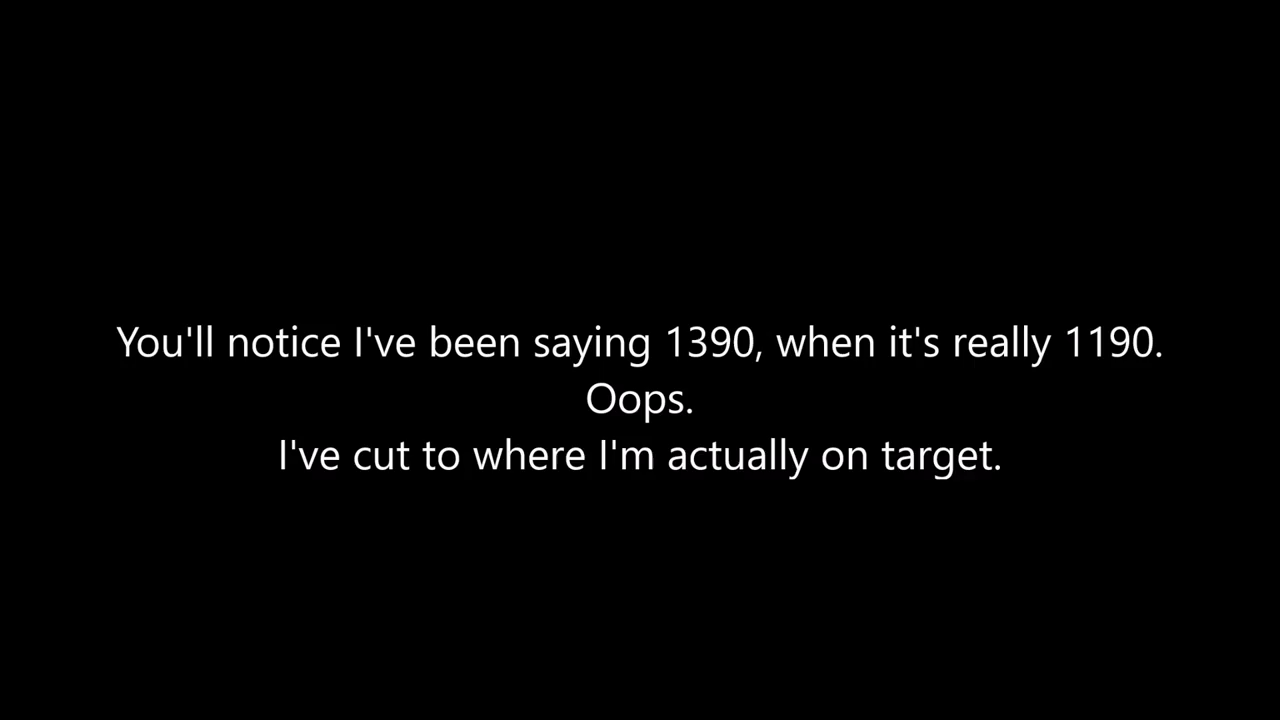 You'll notice I've been saying 1390, when it's really 1190.
Oops.
I've cut to where I'm actually on target.